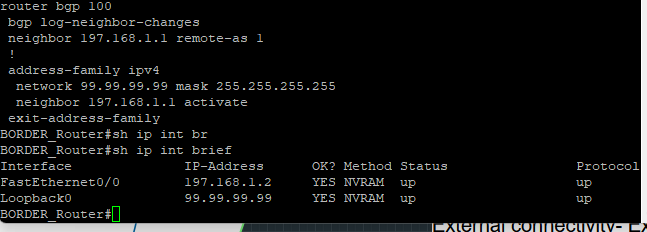 router bgp 100
 bgp log-neighbor-changes
 neighbor 197.168.1.1 remote-as 1
 !
 address-family ipv4
  network 99.99.99.99 mask 255.255.255.255
  neighbor 197.168.1.1 activate
 exit-address-family
BORDER_Router#sh ip int br
BORDER_Router#sh ip int brief
Interface IP-Address OK? Method Status Protocol
FastEthernet0/0 197.168.1.2 YES NVRAM up up
Loopback0 99.99.99.99 YES NVRAM up up
BORDER_Router#
External connectivity- Ex